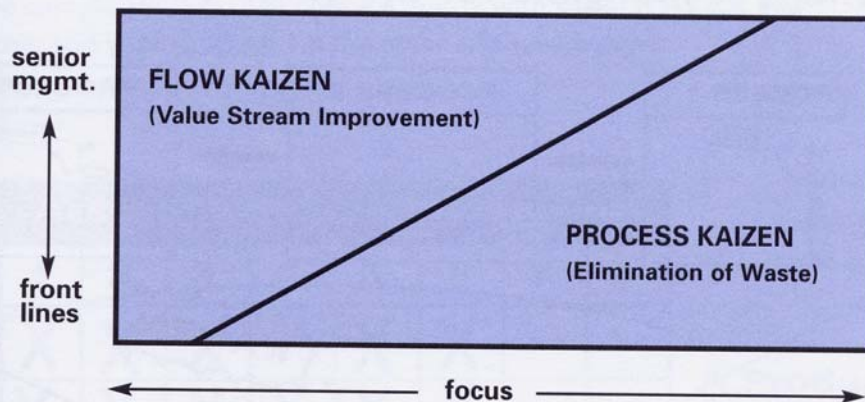 senior
mgmt.
FLOW KAIZEN
(Value Stream Improvement)
PROCESS KAIZEN
(Elimination of Waste)
front
lines
focus